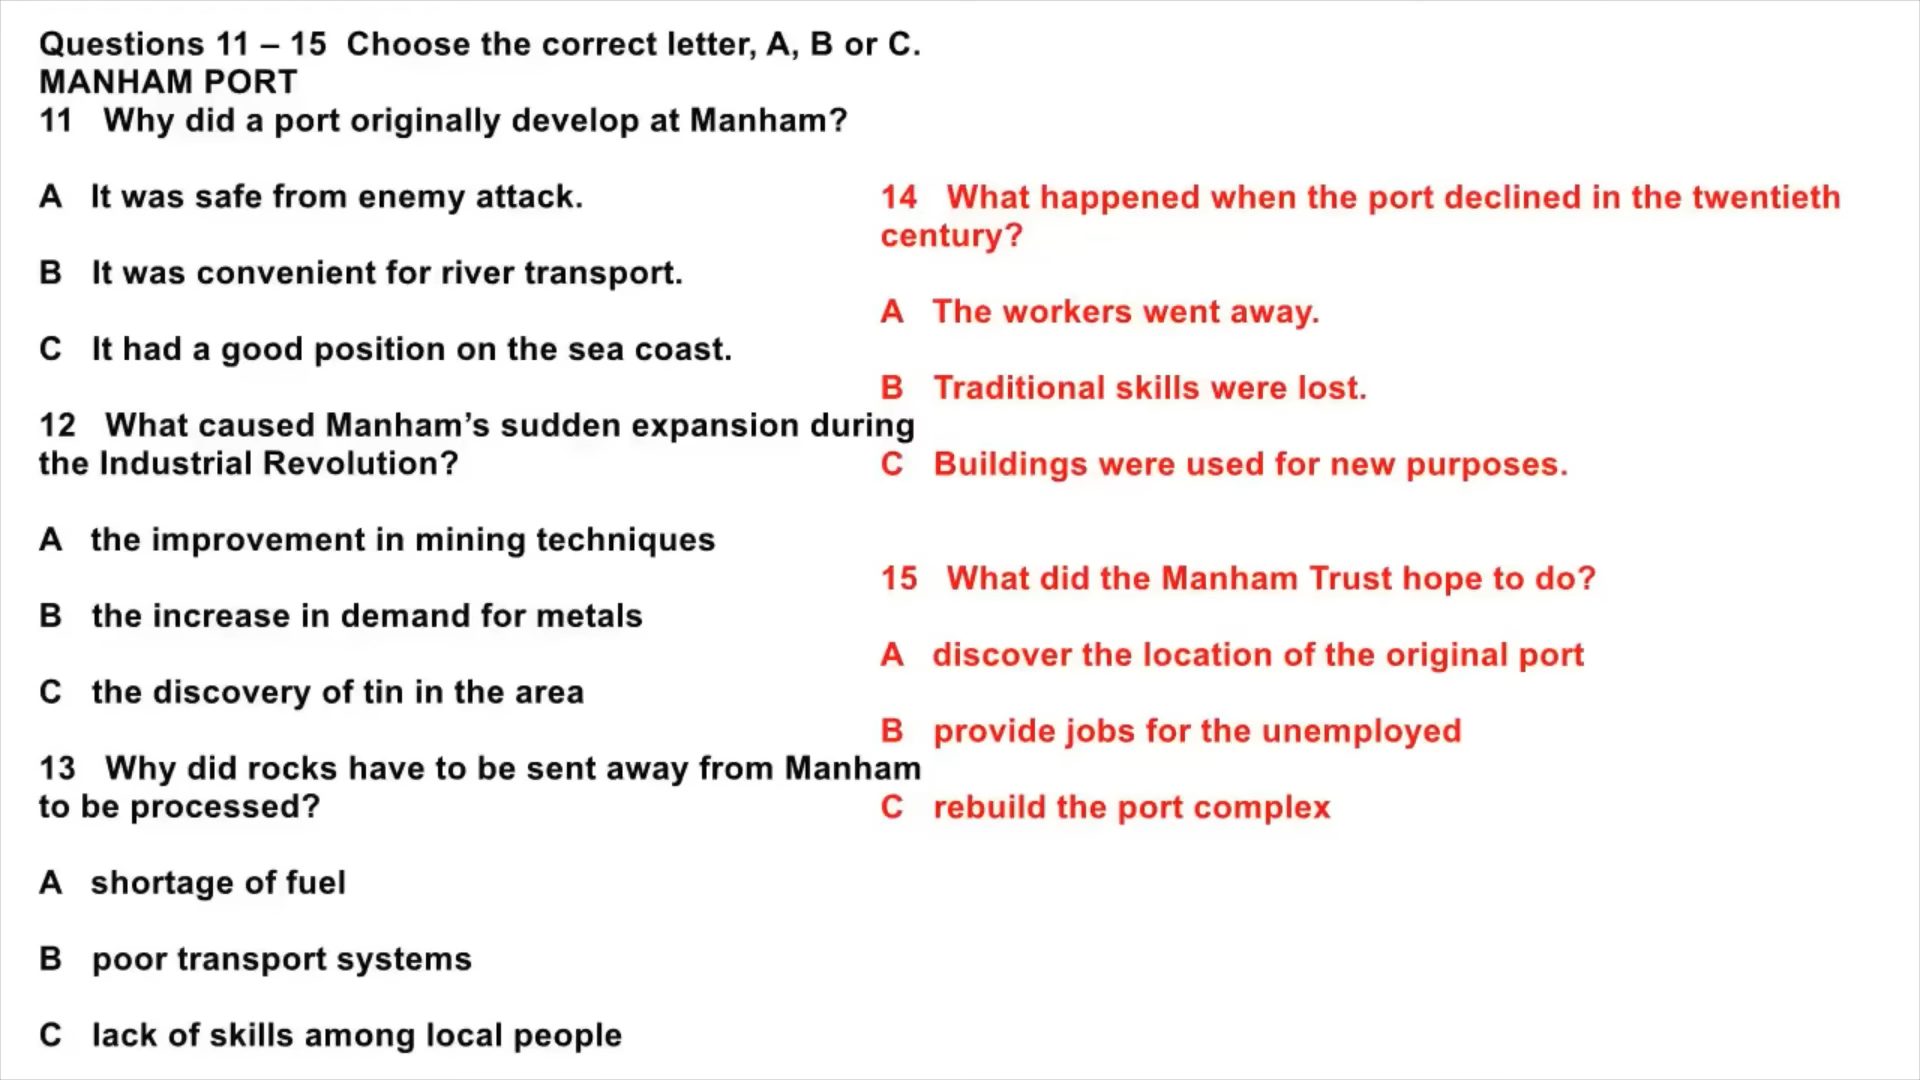 Questions 11 – 15  Choose the correct letter, A, B or C.
MANHAM PORT
11   Why did a port originally develop at Manham?
A   It was safe from enemy attack.
B   It was convenient for river transport.
C   It had a good position on the sea coast.
12   What caused Manham’s sudden expansion during
the Industrial Revolution?
A   the improvement in mining techniques
B   the increase in demand for metals
C   the discovery of tin in the area
13   Why did rocks have to be sent away from Manham
to be processed?
A   shortage of fuel
B   poor transport systems
C   lack of skills among local people
14   What happened when the port declined in the twentieth
century?
A   The workers went away.
B   Traditional skills were lost.
C   Buildings were used for new purposes.
15   What did the Manham Trust hope to do?
A   discover the location of the original port
B   provide jobs for the unemployed
C   rebuild the port complex